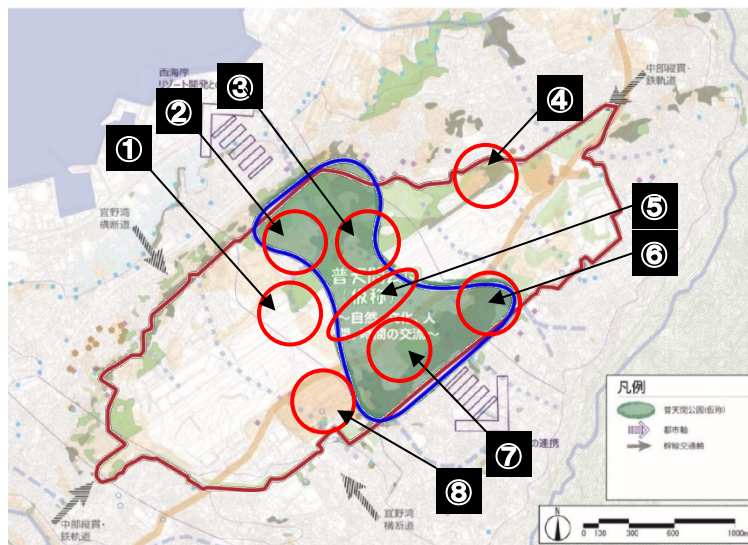 西海岸
リゾート開発との
中部縦貫・
鉄軌道
③
②
④
①
⑤
⑥
宜野湾
横断道
普天間
(仮称)
～自然 文化 人
間の交流～
凡例
普天間公園(仮称)
都市軸
幹線交通軸
の連携
⑦
⑧
中部縦貫・
鉄軌道
宜野湾
横断道
N
0 150 300 600 1000m